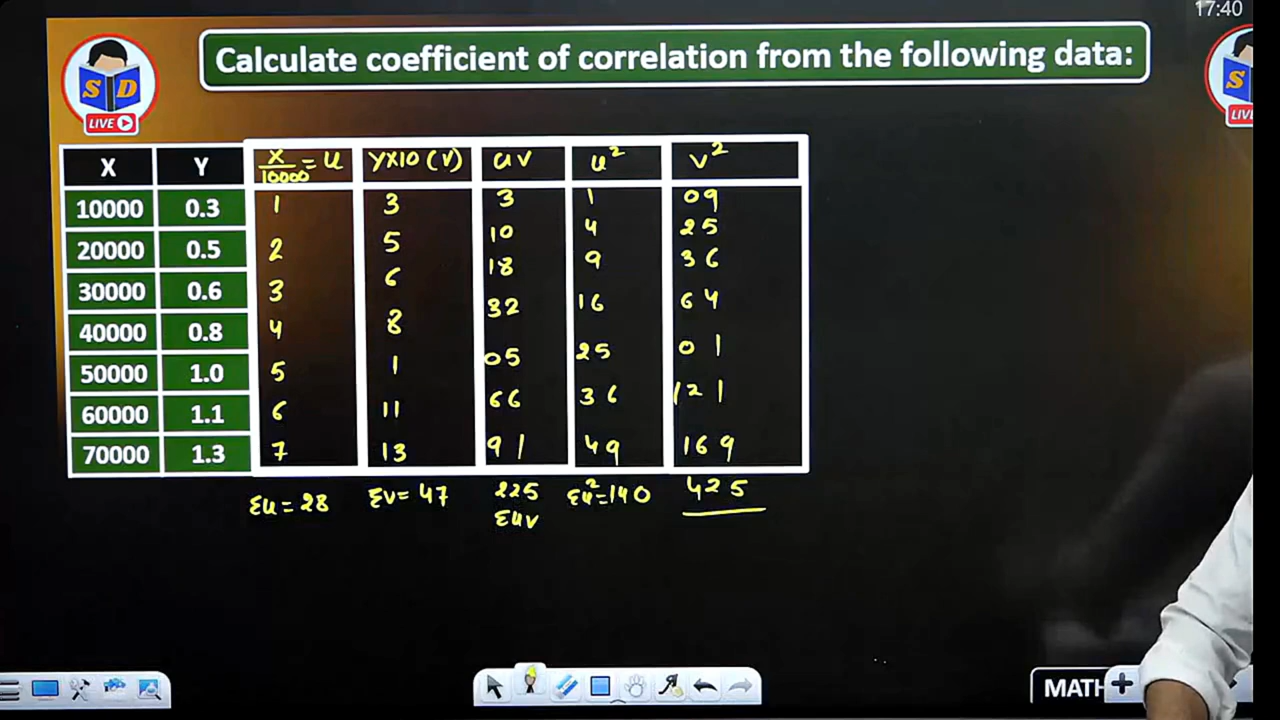 17:40
Calculate coefficient of correlation from the following data:
S D
LIVE
S
LIV
X Y X/10000 = u Y×10 (V) uv u² v²
10000 0.3 1 3 3 1 09
20000 0.5 2 5 10 4 25
30000 0.6 3 6 18 9 36
40000 0.8 4 8 32 16 64
50000 1.0 5 1 05 25 01
60000 1.1 6 11 66 36 121
70000 1.3 7 13 91 49 169
Σu = 28 Σv = 47 225 Σu² = 140 425
Σuv
MATH